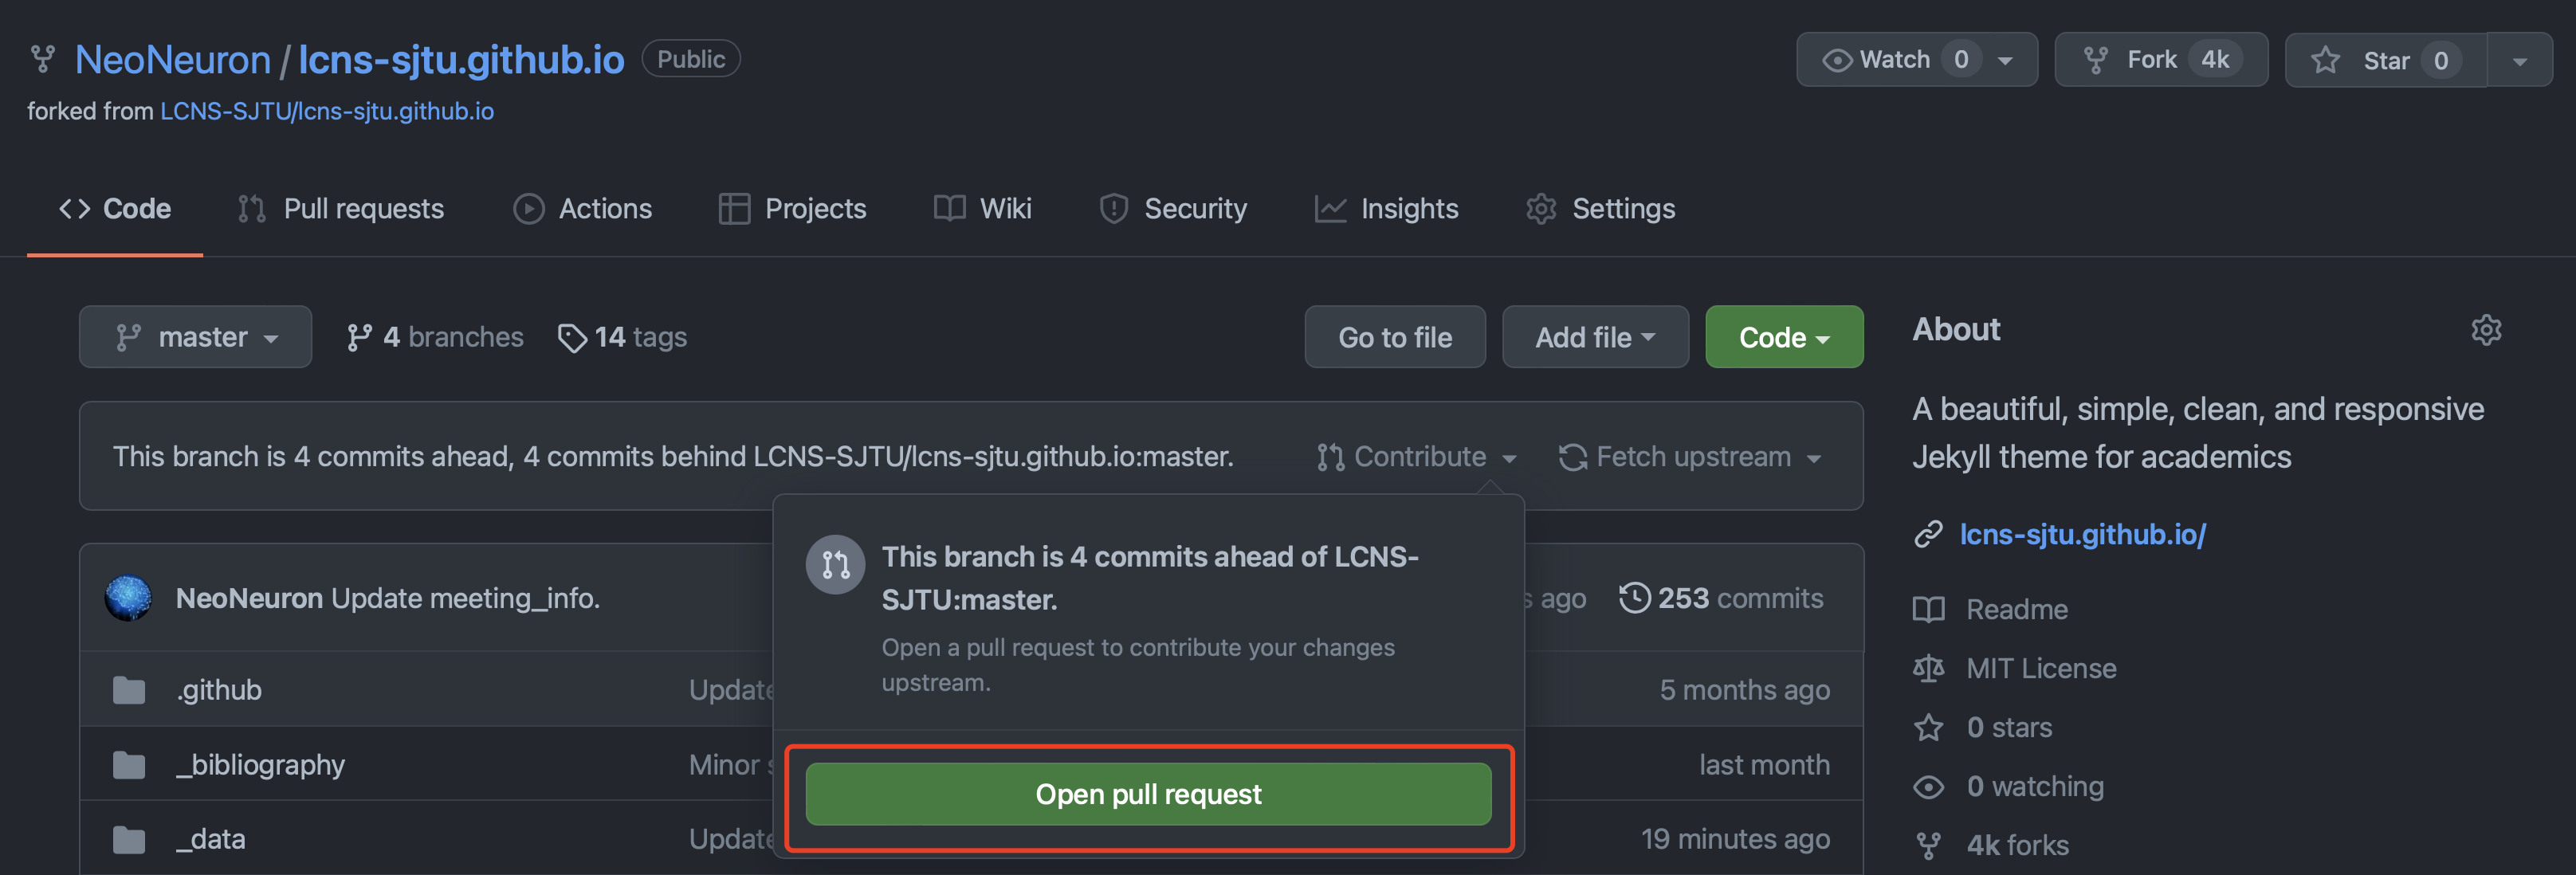 NeoNeuron / lcns-sjtu.github.io Public Watch 0 Fork 4k Star 0
forked from LCNS-SJTU/lcns-sjtu.github.io
Code Pull requests Actions Projects Wiki Security Insights Settings
master 4 branches 14 tags Go to file Add file Code
This branch is 4 commits ahead, 4 commits behind LCNS-SJTU/lcns-sjtu.github.io:master. Contribute Fetch upstream
This branch is 4 commits ahead of LCNS-
SJTU:master.
Open a pull request to contribute your changes
upstream.
Open pull request
NeoNeuron Update meeting_info. ago 253 commits
.github Update 5 months ago
_bibliography Minor last month
_data Update 19 minutes ago
About
A beautiful, simple, clean, and responsive
Jekyll theme for academics
lcns-sjtu.github.io/
Readme
MIT License
0 stars
0 watching
4k forks